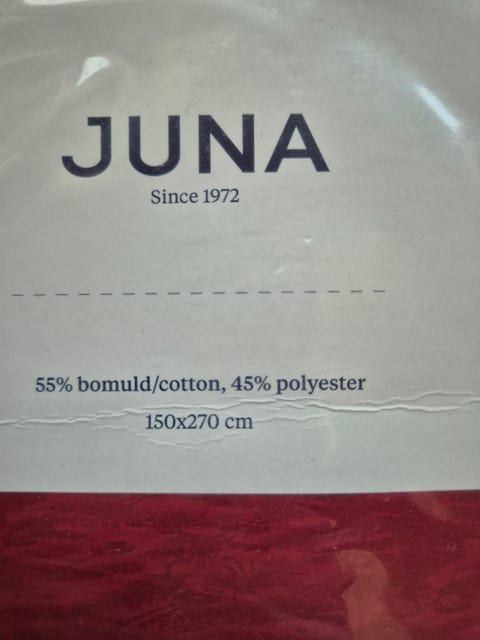 JUNA
Since 1972
55% bomuld/cotton, 45% polyester
150x270 cm